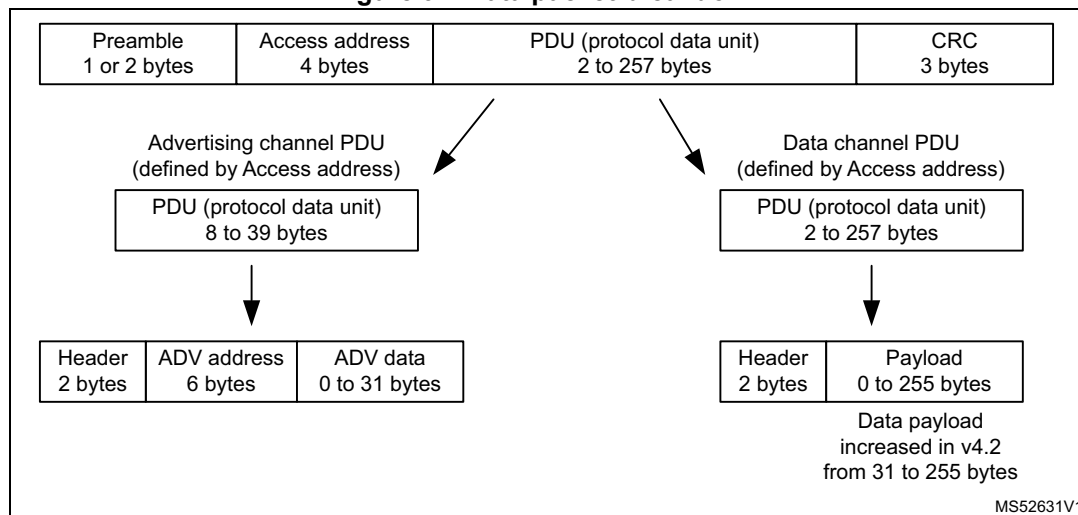 Preamble
1 or 2 bytes
Access address
4 bytes
PDU (protocol data unit)
2 to 257 bytes
CRC
3 bytes
Advertising channel PDU
(defined by Access address)
PDU (protocol data unit)
8 to 39 bytes
Header
2 bytes
ADV address
6 bytes
ADV data
0 to 31 bytes
Data channel PDU
(defined by Access address)
PDU (protocol data unit)
2 to 257 bytes
Header
2 bytes
Payload
0 to 255 bytes
Data payload
increased in v4.2
from 31 to 255 bytes
MS52631V1